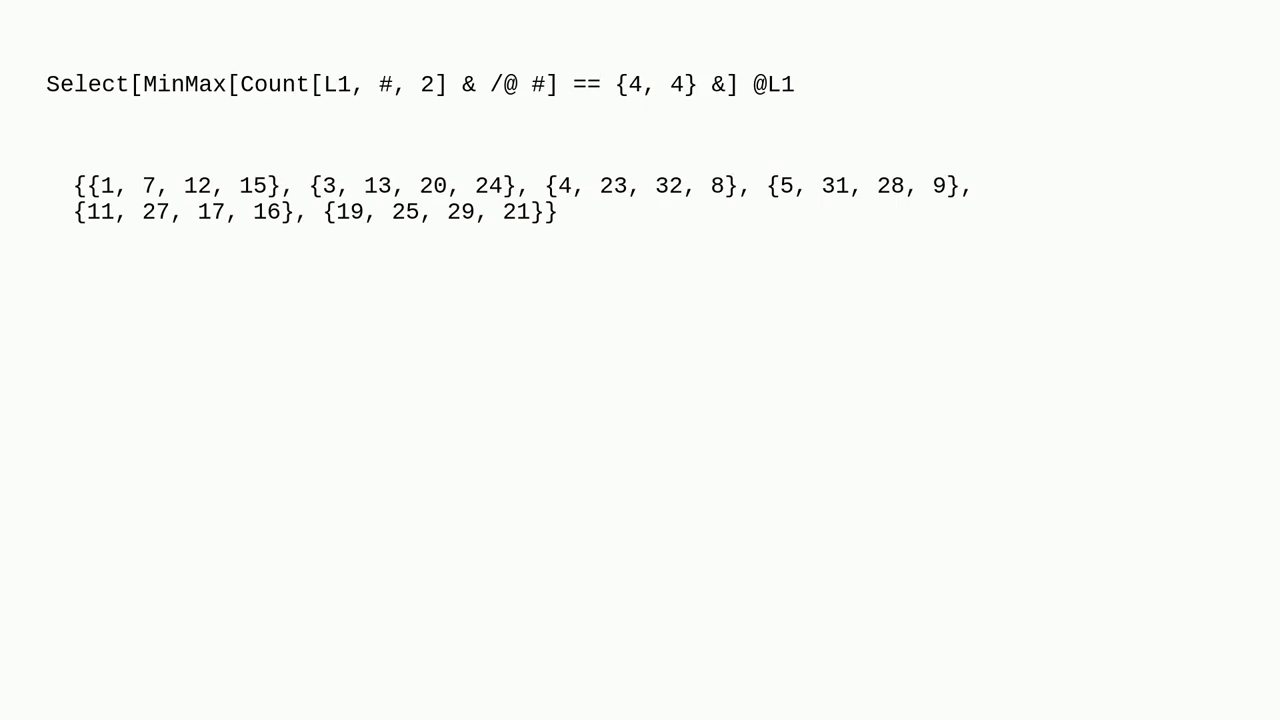 Select[MinMax[Count[L1, #, 2] & /@ #] == {4, 4} &] @L1
{{1, 7, 12, 15}, {3, 13, 20, 24}, {4, 23, 32, 8}, {5, 31, 28, 9},
{11, 27, 17, 16}, {19, 25, 29, 21}}